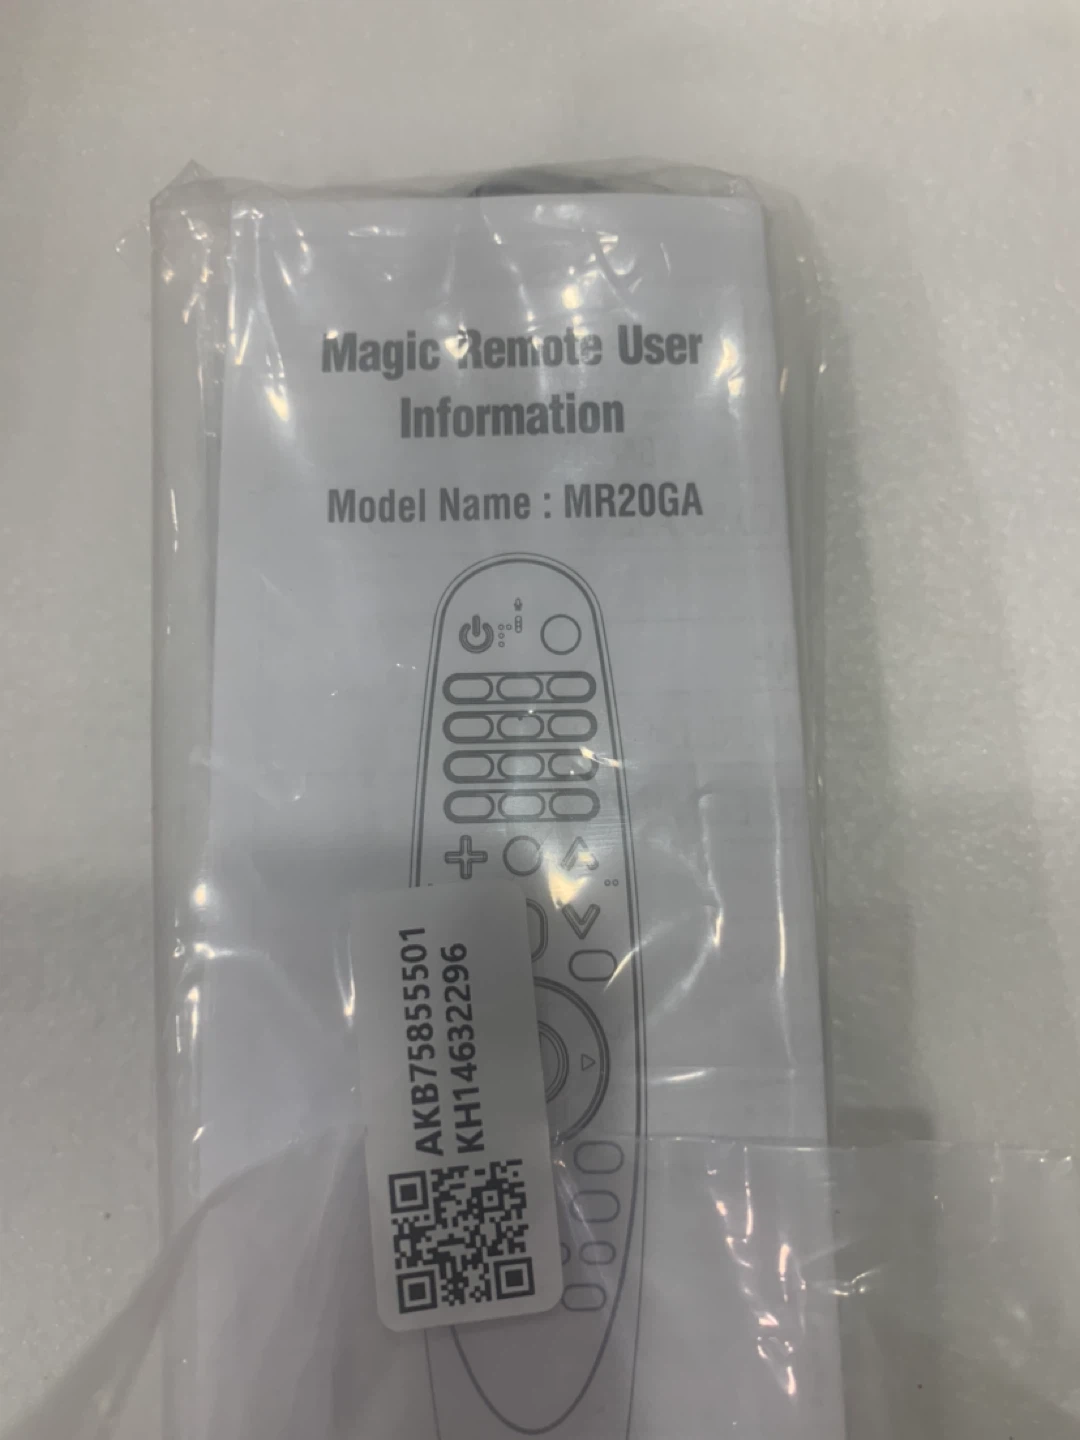 Magic Remote User
Information
Model Name : MR20GA
AKB75855501
KH14632296